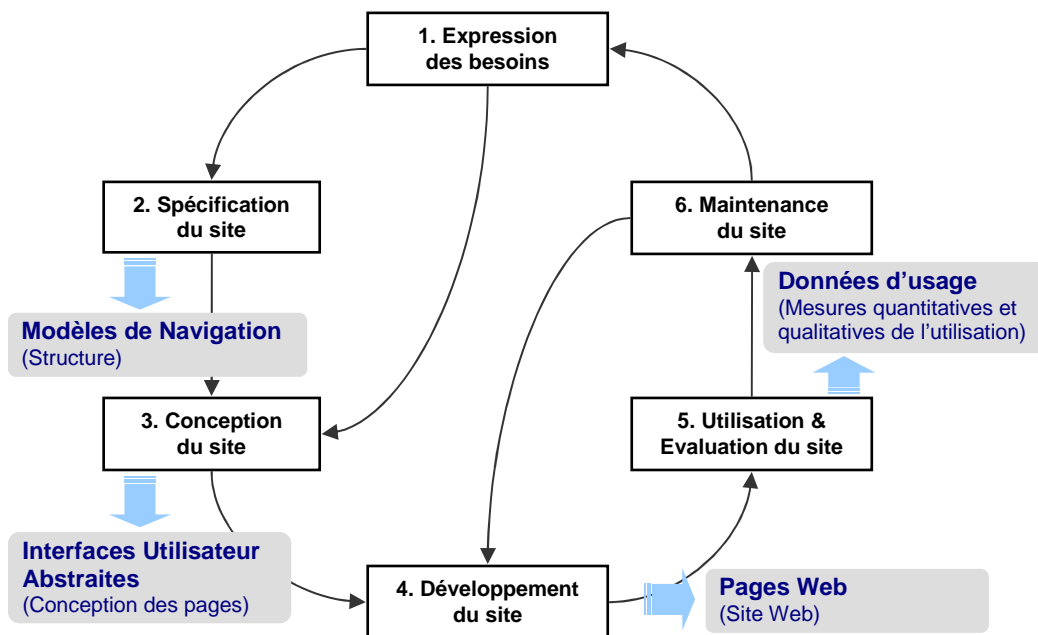 1. Expression
des besoins
2. Spécification
du site
6. Maintenance
du site
Données d’usage
(Mesures quantitatives et
qualitatives de l’utilisation)
Modèles de Navigation
(Structure)
3. Conception
du site
5. Utilisation &
Evaluation du site
Interfaces Utilisateur
Abstraites
(Conception des pages)
4. Développement
du site
Pages Web
(Site Web)